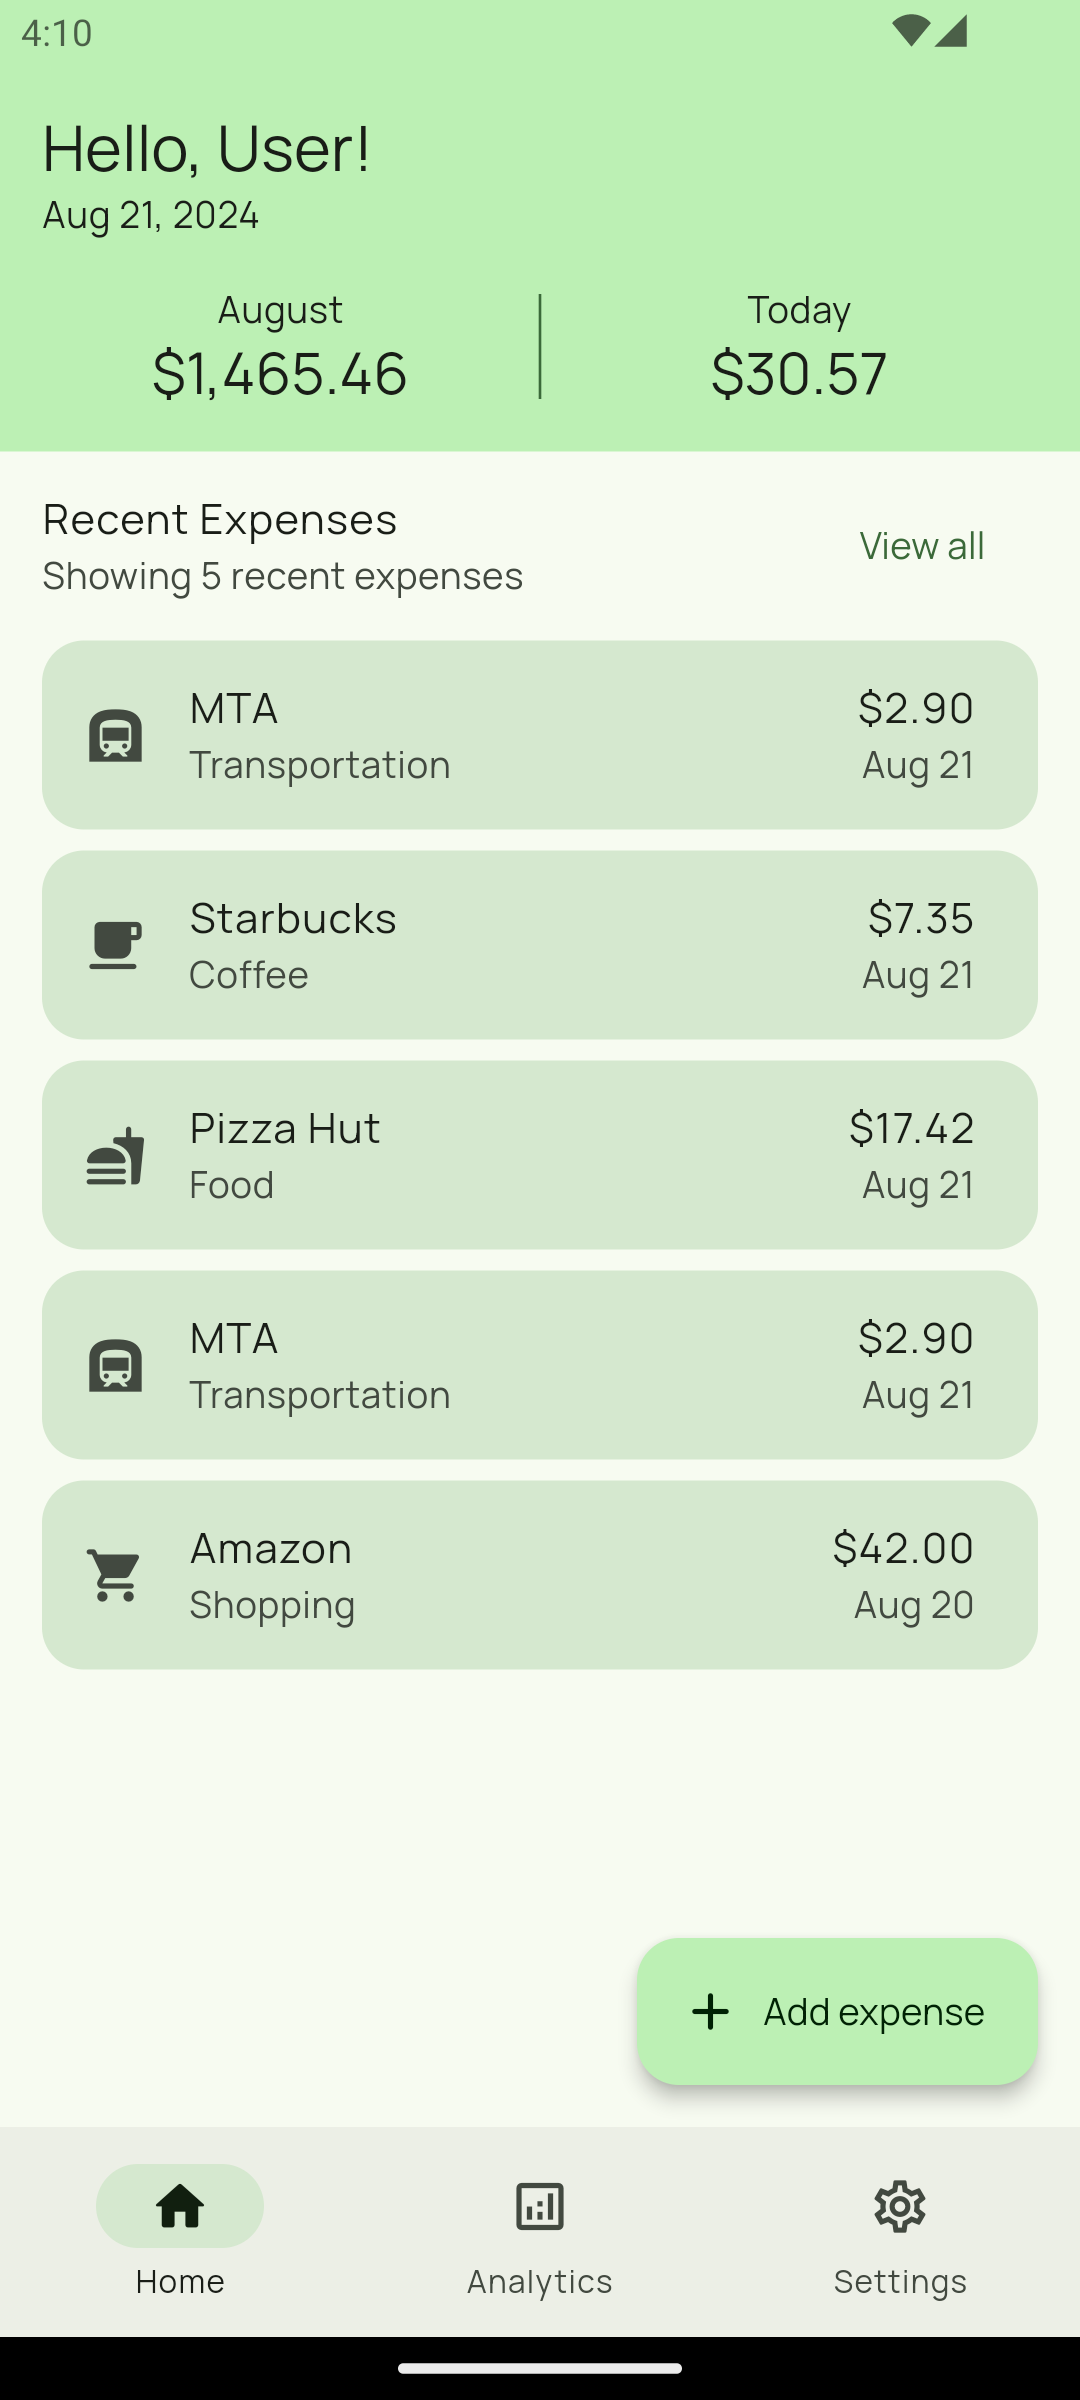 4:10
Hello, User!
Aug 21, 2024
August
$1,465.46
Today
$30.57
Recent Expenses
Showing 5 recent expenses
View all
MTA
Transportation
$2.90
Aug 21
Starbucks
Coffee
$7.35
Aug 21
Pizza Hut
Food
$17.42
Aug 21
MTA
Transportation
$2.90
Aug 21
Amazon
Shopping
$42.00
Aug 20
Add expense
Home
Analytics
Settings